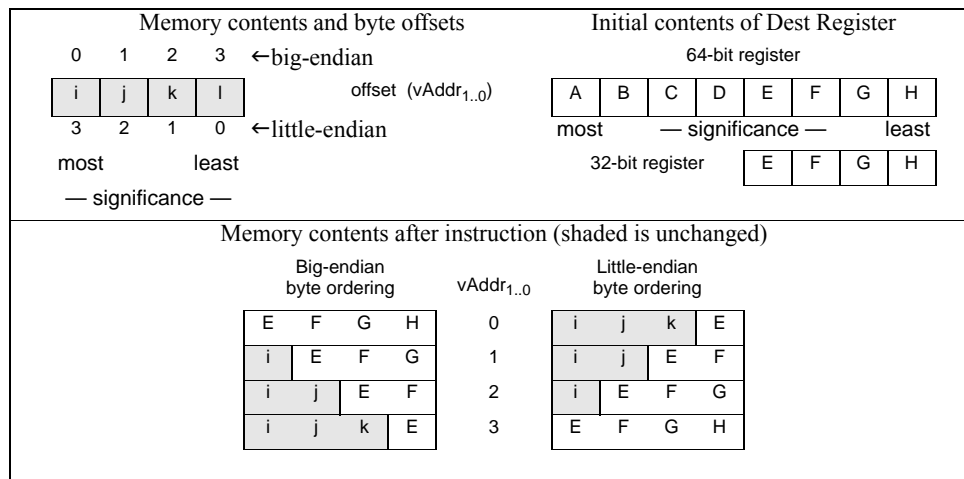 Memory contents and byte offsets
0 1 2 3 ←big-endian
i j k l offset (vAddr1..0)
3 2 1 0 ←little-endian
most least
— significance —
Initial contents of Dest Register
64-bit register
A B C D E F G H
most — significance — least
32-bit register E F G H
Memory contents after instruction (shaded is unchanged)
Big-endian byte ordering vAddr1..0 Little-endian byte ordering
E F G H 0 i j k E
i E F G 1 i j E F
i j E F 2 i E F G
i j k E 3 E F G H